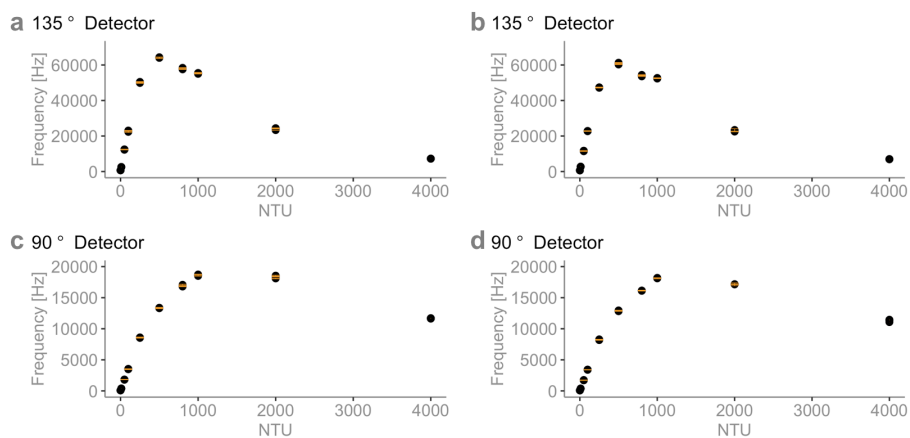 a 135 ° Detector
Frequency [Hz]
60000
40000
20000
0
0 1000 2000 3000 4000
NTU
b 135 ° Detector
Frequency [Hz]
60000
40000
20000
0
0 1000 2000 3000 4000
NTU
c 90 ° Detector
Frequency [Hz]
20000
15000
10000
5000
0
0 1000 2000 3000 4000
NTU
d 90 ° Detector
Frequency [Hz]
20000
15000
10000
5000
0
0 1000 2000 3000 4000
NTU